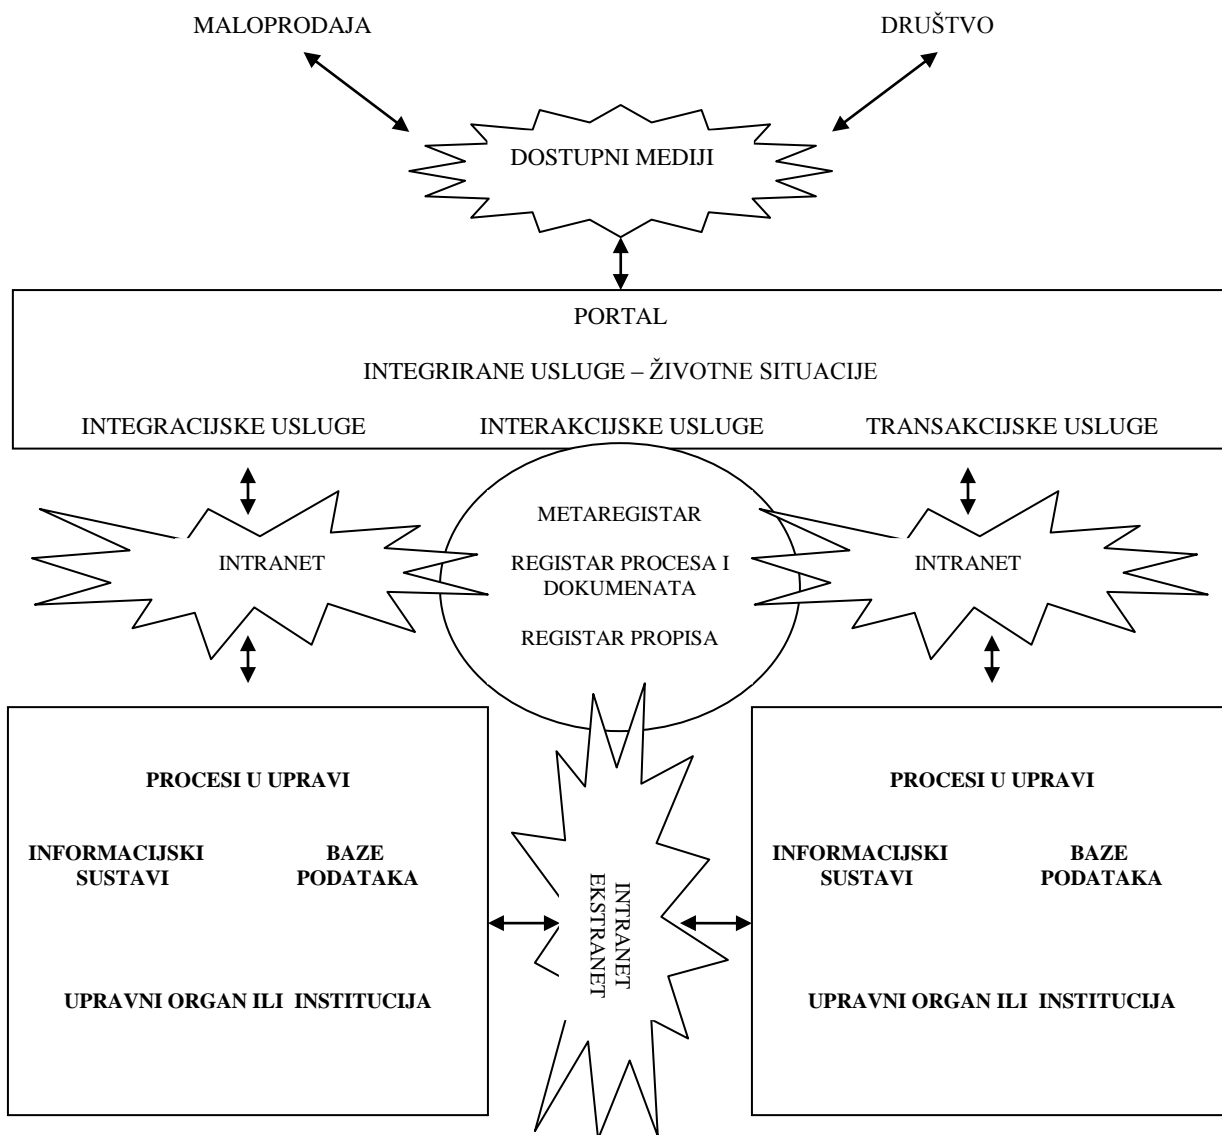 MALOPRODAJA
DRUŠTVO
DOSTUPNI MEDIJI
PORTAL
INTEGRIRANE USLUGE – ŽIVOTNE SITUACIJE
INTEGRACIJSKE USLUGE
INTERAKCIJSKE USLUGE
TRANSAKCIJSKE USLUGE
INTRANET
METAREGISTAR
REGISTAR PROCESA I
DOKUMENATA
REGISTAR PROPISA
INTRANET
PROCESI U UPRAVI
INFORMACIJSKI
SUSTAVI
BAZE
PODATAKA
UPRAVNI ORGAN ILI INSTITUCIJA
INTRANET
EKSTRANET
PROCESI U UPRAVI
INFORMACIJSKI
SUSTAVI
BAZE
PODATAKA
UPRAVNI ORGAN ILI INSTITUCIJA